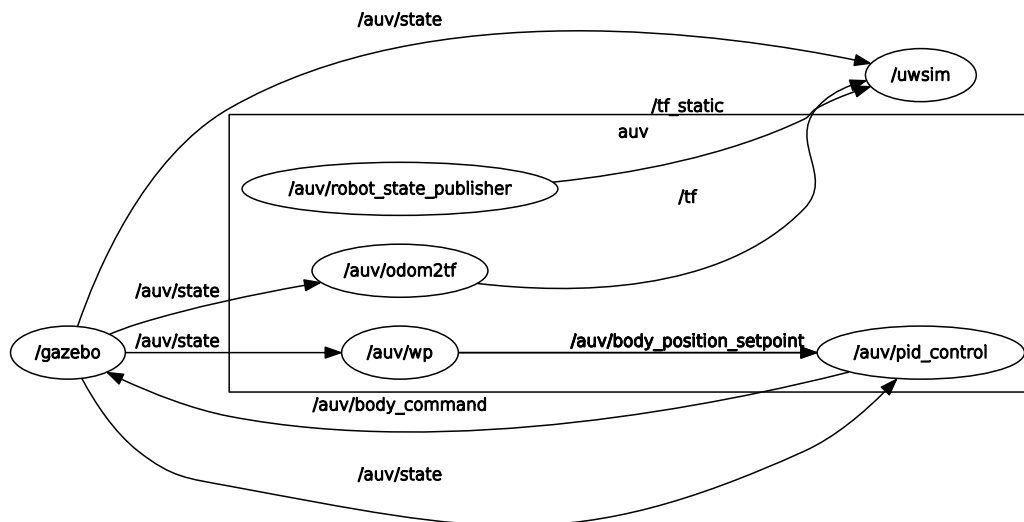 /auv/state
/uwsim
/tf_static
auv
/auv/robot_state_publisher
/tf
/auv/odom2tf
/auv/state
/auv/state
/gazebo
/auv/wp
/auv/body_position_setpoint
/auv/pid_control
/auv/body_command
/auv/state